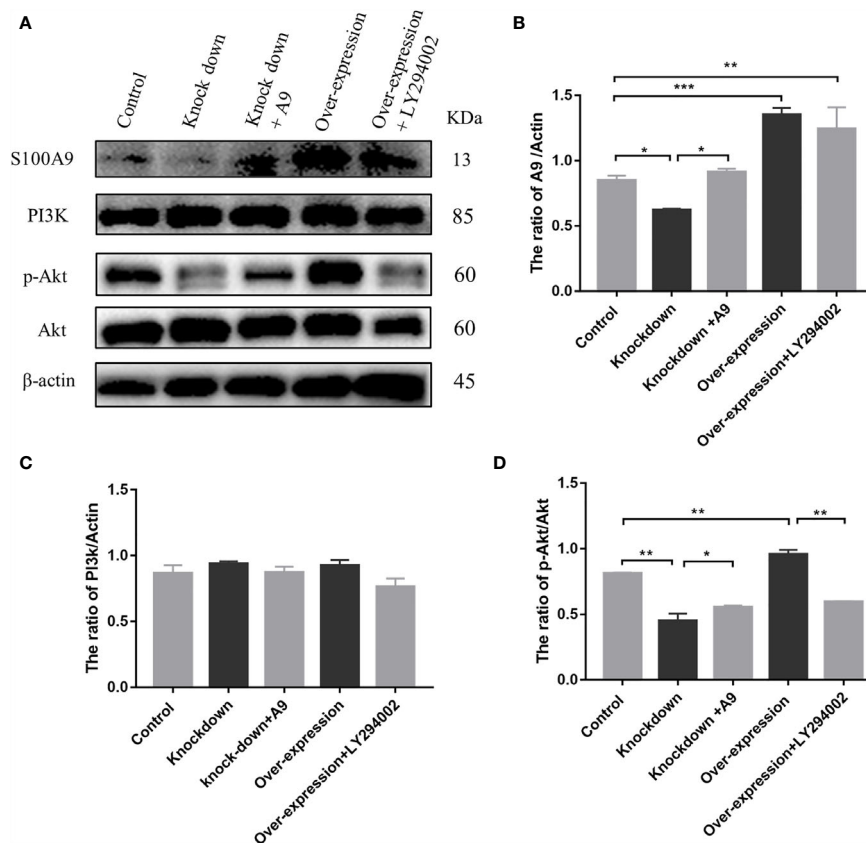 A
Control
Knock down
Knock down
+ A9
Over-expression
Over-expression
+ LY294002
KDa
S100A9
13
PI3K
85
p-Akt
60
Akt
60
β-actin
45
B
The ratio of A9 /Actin
1.5
1.0
0.5
0.0
*
*
***
**
Control
Knockdown
Knockdown +A9
Over-expression
Over-expression+LY294002
C
The ratio of PI3k/Actin
1.5
1.0
0.5
0.0
Control
Knockdown
knock-down+A9
Over-expression
Over-expression+LY294002
D
The ratio of p-Akt/Akt
1.5
1.0
0.5
0.0
**
*
**
**
Control
Knockdown
Knockdown +A9
Over-expression
Over-expression+LY294002